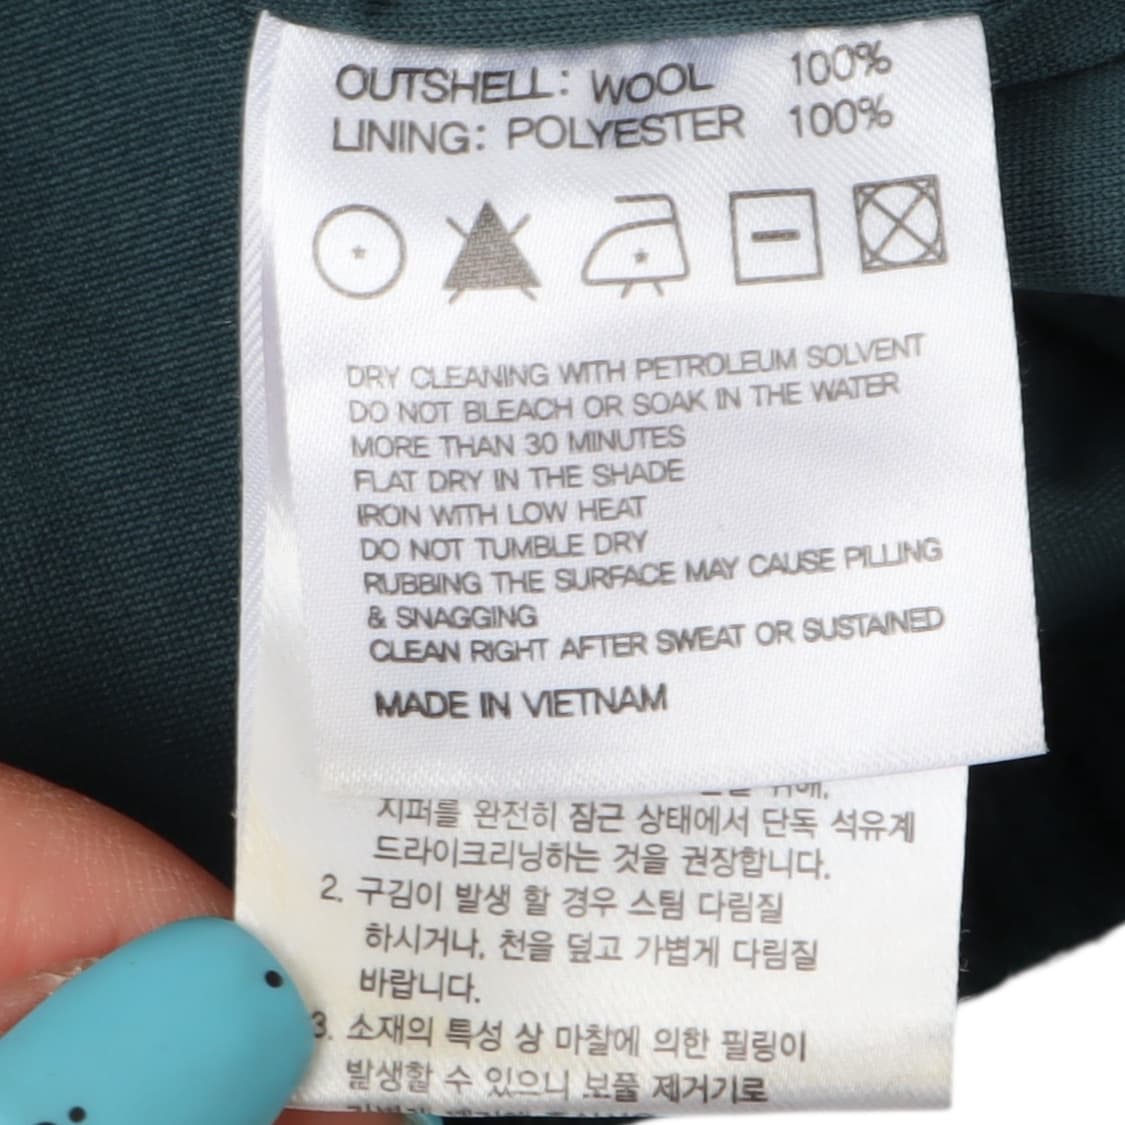 OUTSHELL: WOOL 100%
LINING: POLYESTER 100%
DRY CLEANING WITH PETROLEUM SOLVENT
DO NOT BLEACH OR SOAK IN THE WATER
MORE THAN 30 MINUTES
FLAT DRY IN THE SHADE
IRON WITH LOW HEAT
DO NOT TUMBLE DRY
RUBBING THE SURFACE MAY CAUSE PILLING
& SNAGGING
CLEAN RIGHT AFTER SWEAT OR SUSTAINED
MADE IN VIETNAM
지퍼를 완전히 잠근 상태에서 단독 석유계
드라이크리닝하는 것을 권장합니다.
2. 구김이 발생 할 경우 스팀 다림질
하시거나, 천을 덮고 가볍게 다림질
바랍니다.
3. 소재의 특성 상 마찰에 의한 필링이
발생할 수 있으니 보풀 제거기로